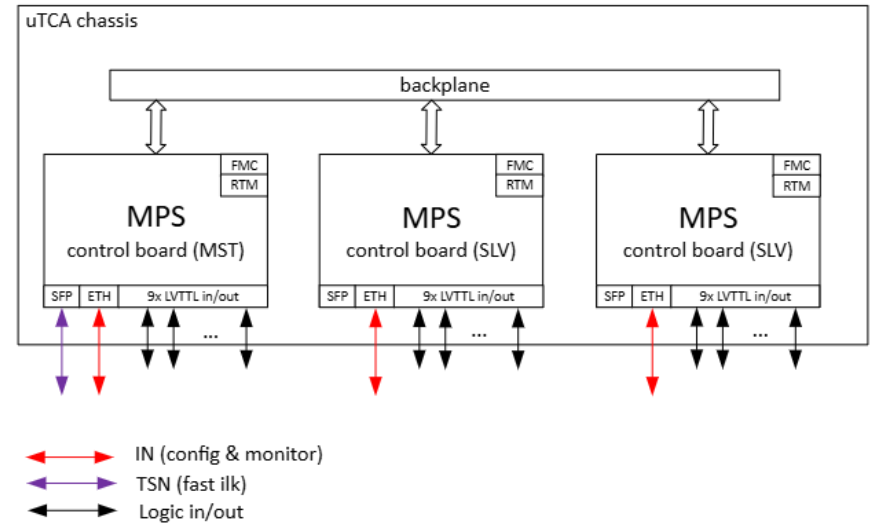 uTCA chassis
backplane
FMC
RTM
MPS
control board (MST)
SFP ETH 9x LVTTL in/out
...
FMC
RTM
MPS
control board (SLV)
SFP ETH 9x LVTTL in/out
...
FMC
RTM
MPS
control board (SLV)
SFP ETH 9x LVTTL in/out
...
IN (config & monitor)
TSN (fast ilk)
Logic in/out